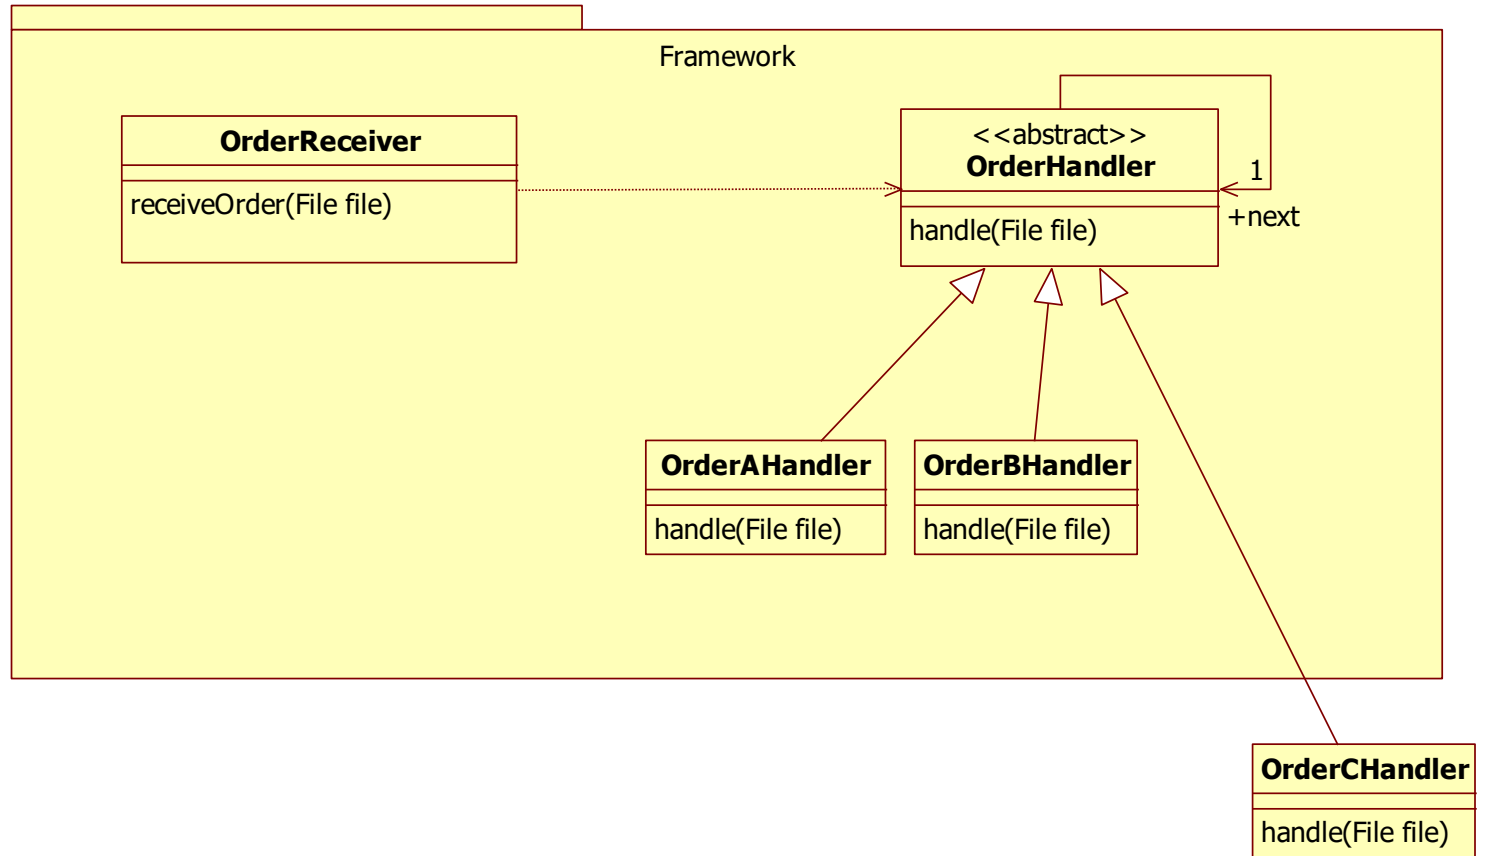 Framework
OrderReceiver
receiveOrder(File file)
<<abstract>>
OrderHandler
1
+next
handle(File file)
OrderAHandler
handle(File file)
OrderBHandler
handle(File file)
OrderCHandler
handle(File file)